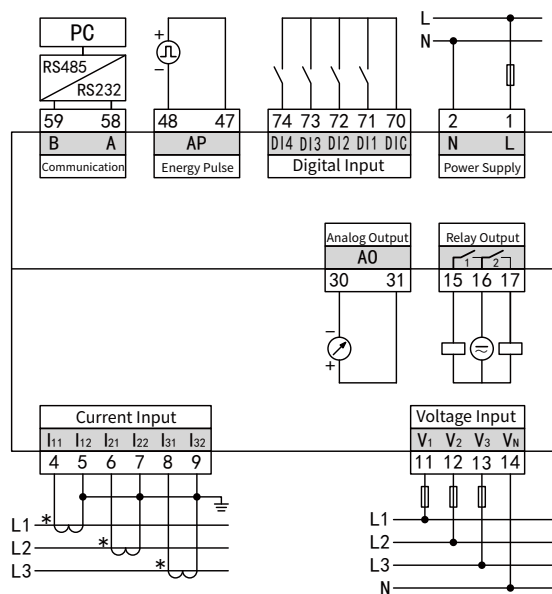 PC
RS485
RS232
59 58
B A
Communication
+
−
48 47
AP
Energy Pulse
74 73 72 71 70
DI4 DI3 DI2 DI1 DIC
Digital Input
L
N
2 1
N L
Power Supply
Analog Output
AO
30 31
−
+
Relay Output
1 2
15 16 17
Current Input
I11 I12 I21 I22 I31 I32
4 5 6 7 8 9
L1 *
L2 *
L3 *
Voltage Input
V1 V2 V3 VN
11 12 13 14
L1
L2
L3
N